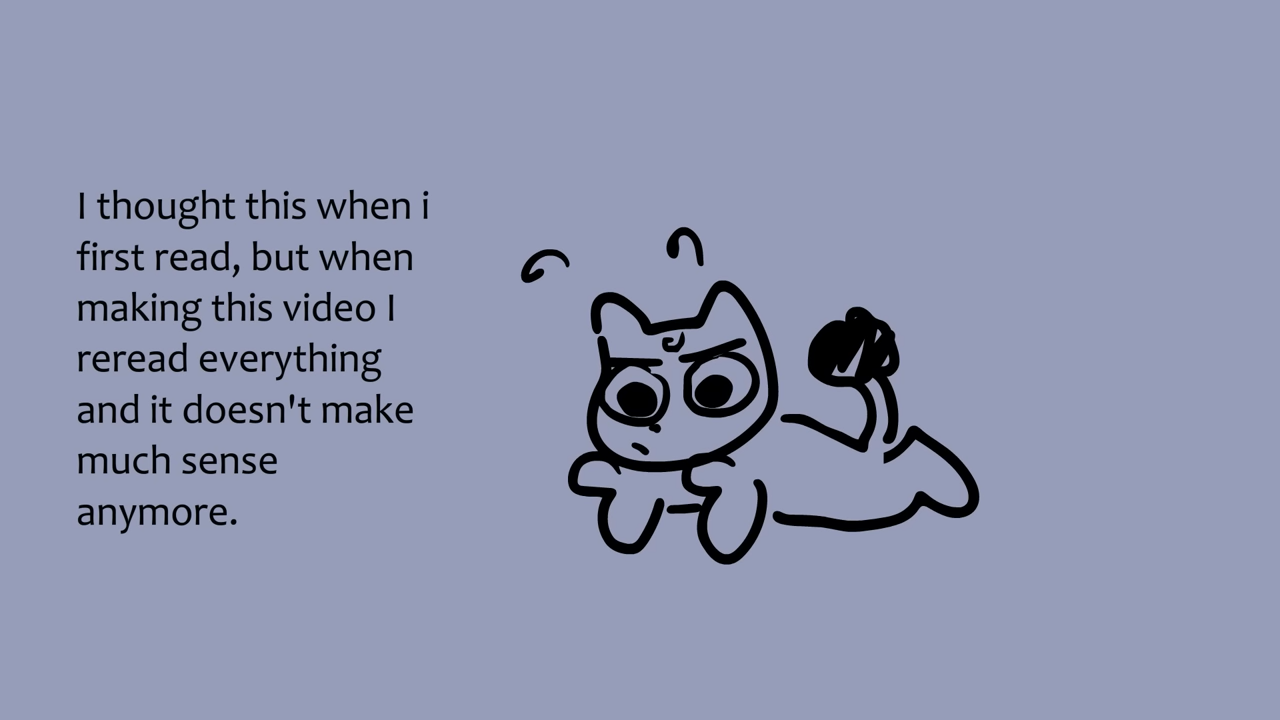 I thought this when i
first read, but when
making this video I
reread everything
and it doesn't make
much sense
anymore.